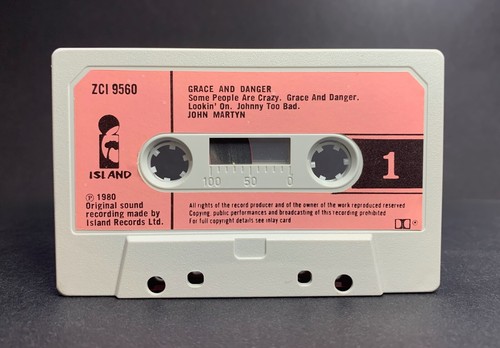 ZCI 9560
GRACE AND DANGER
Some People Are Crazy. Grace And Danger.
Lookin' On. Johnny Too Bad.
JOHN MARTYN
ISLAND
1
100 50 0
℗ 1980
Original sound
recording made by
Island Records Ltd.
All rights of the record producer and of the owner of the work reproduced reserved
Copying, public performances and broadcasting of this recording prohibited
For full copyright details see inlay card